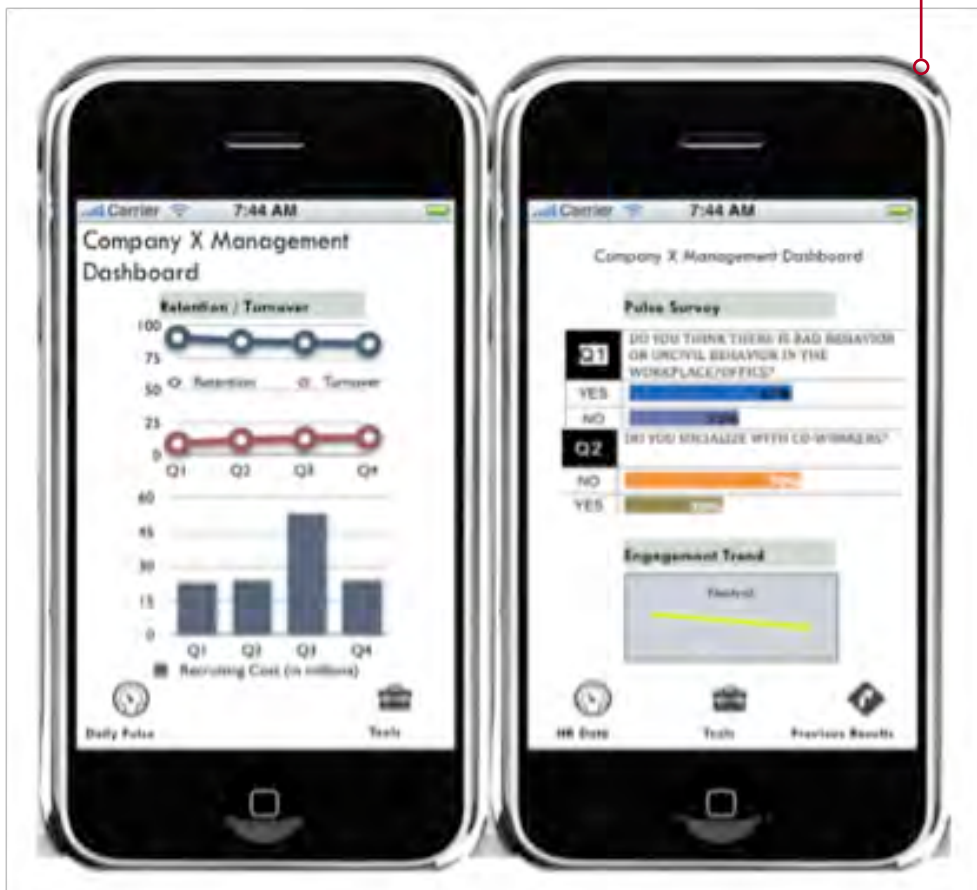 Carrier 7:44 AM
Company X Management
Dashboard
Retention / Turnover
100
75
Retention Turnover
50
25
0
Q1 Q2 Q3 Q4
60
45
30
15
0
Q1 Q2 Q3 Q4
Recruiting Cost (in millions)
Daily Pulse Tools
Carrier 7:44 AM
Company X Management Dashboard
Pulse Survey
Q1
DO YOU THINK THERE IS BAD BEHAVIOR
OR UNCIVIL BEHAVIOR IN THE
WORKPLACE/OFFICE?
YES
NO
Q2
DO YOU SOCIALIZE WITH CO-WORKERS?
NO 70%
YES
Engagement Trend
Neutral
HR Data Tools Previous Results